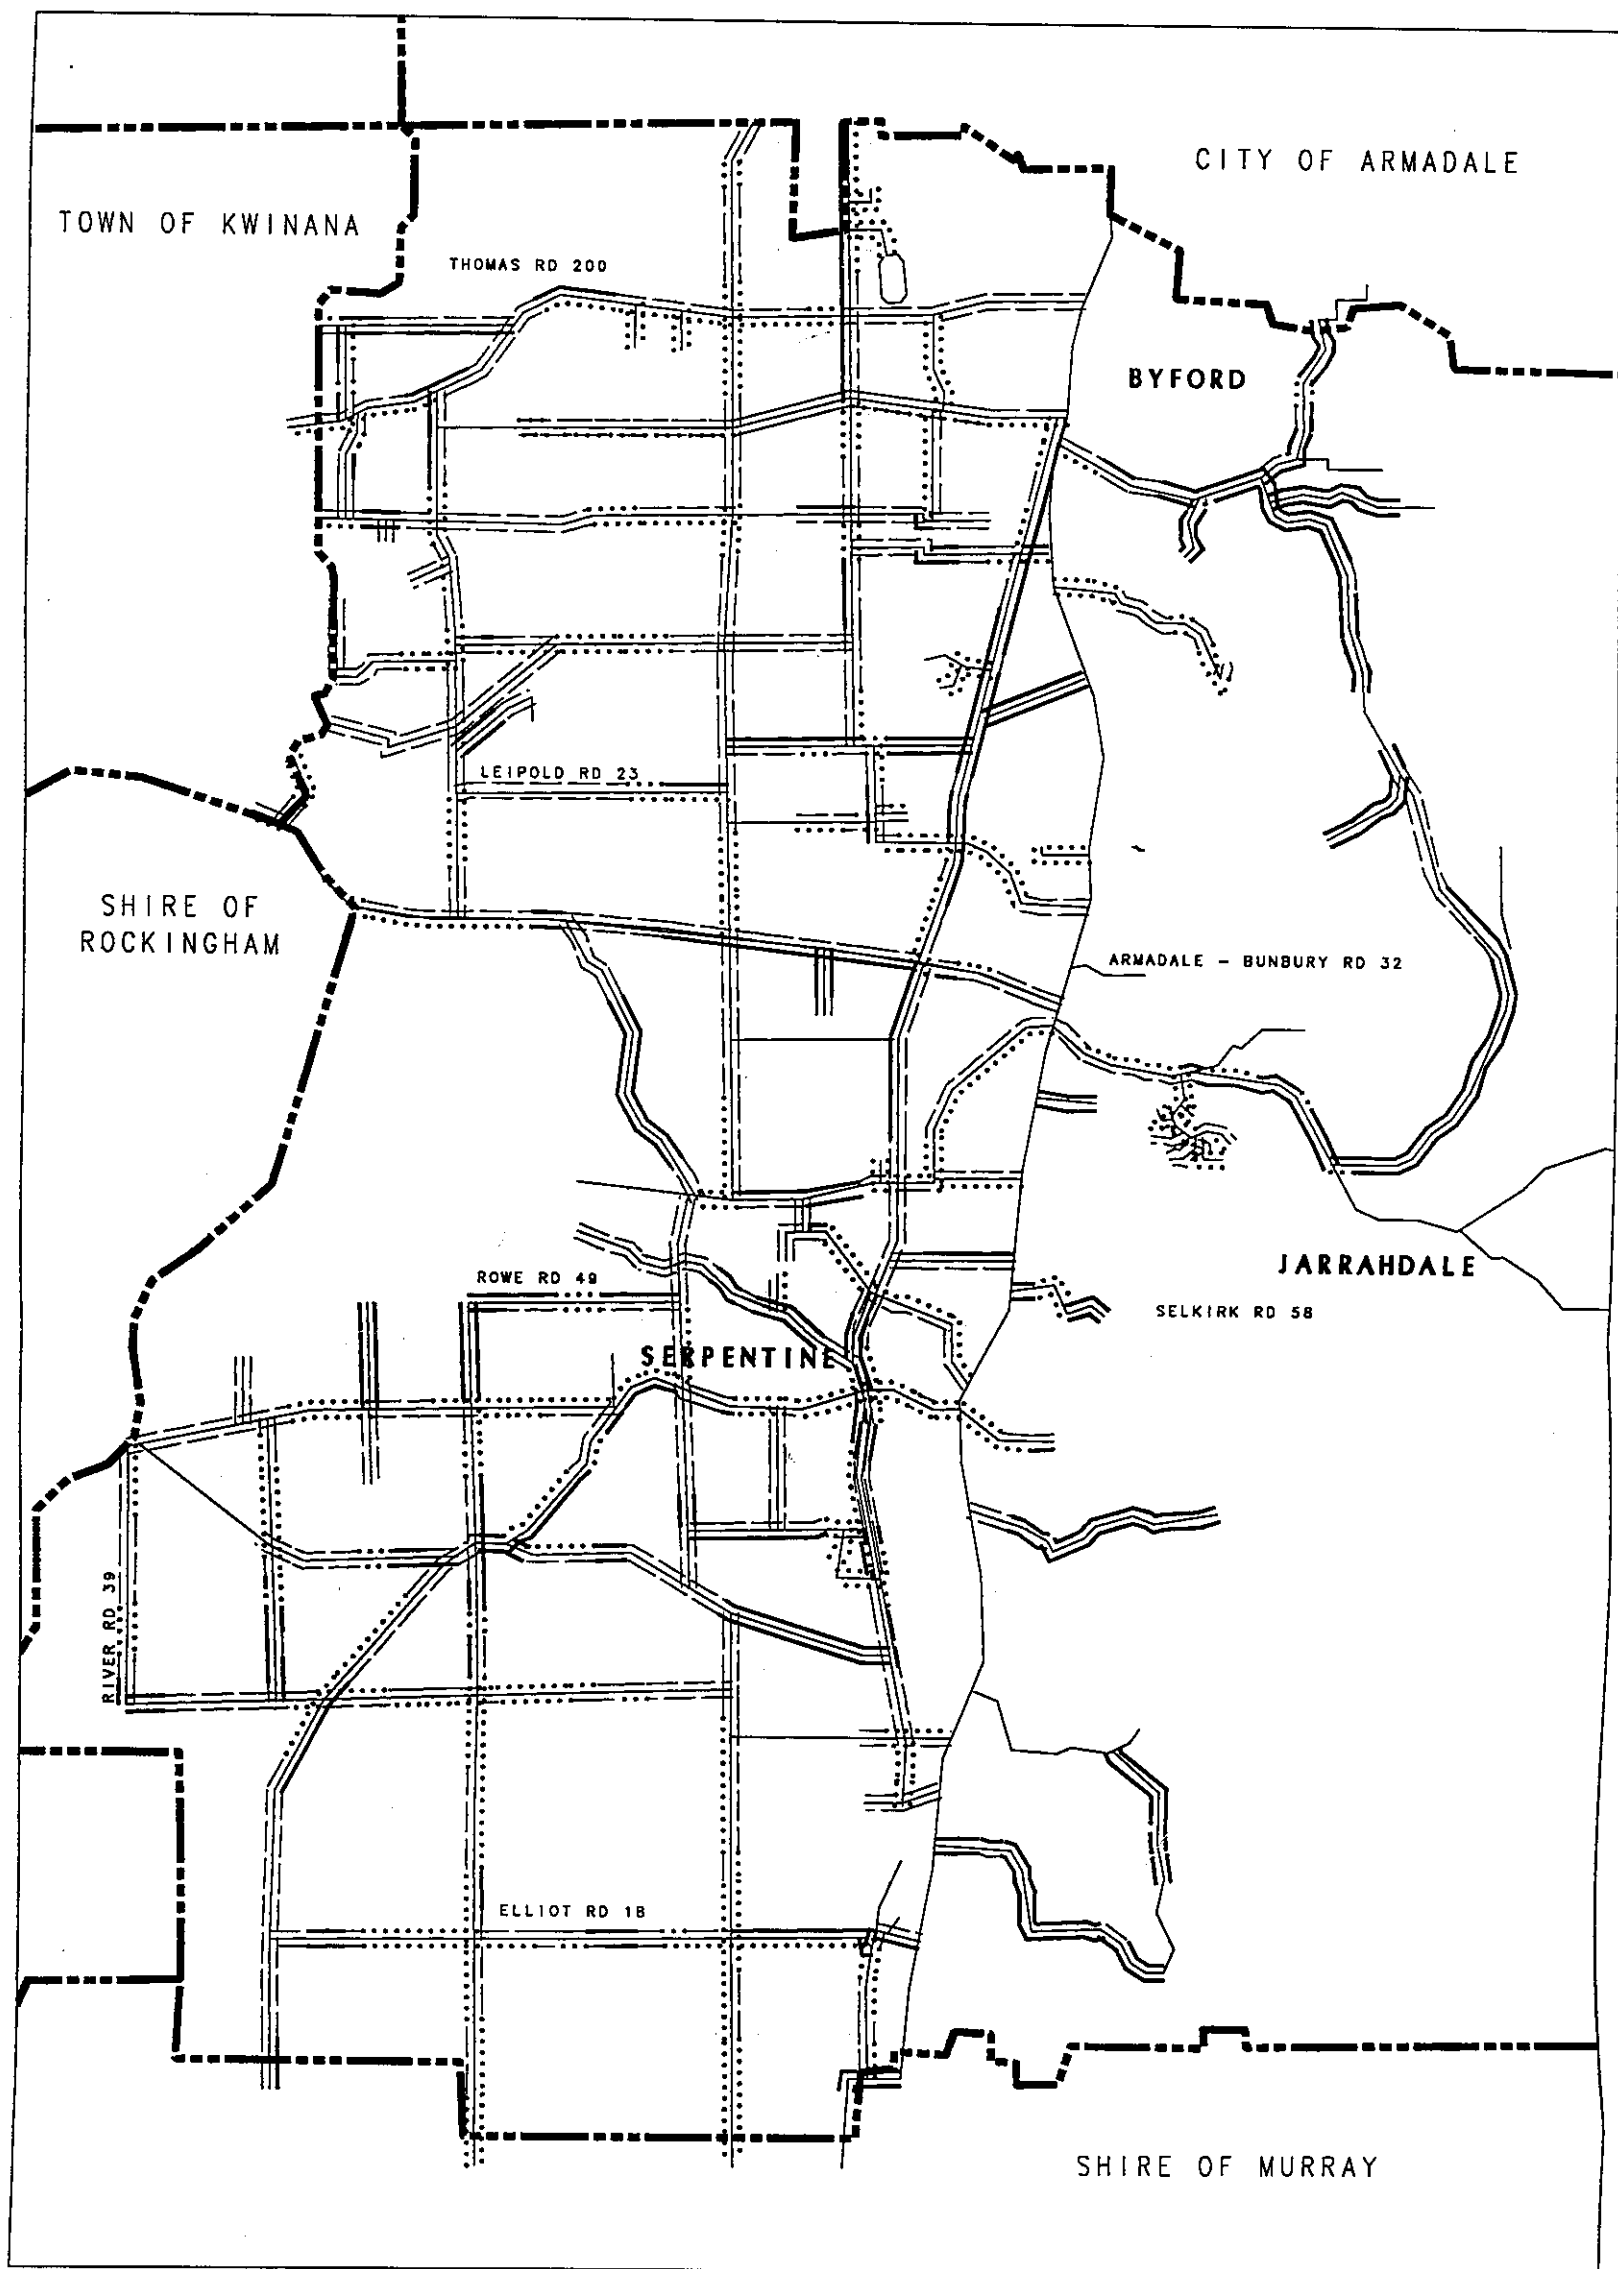 CITY OF ARMADALE
TOWN OF KWINANA
THOMAS RD 200
BYFORD
LEIPOLD RD 23
SHIRE OF
ROCKINGHAM
ARMADALE - BUNBURY RD 32
JARRAHDALE
ROWE RD 49
SELKIRK RD 58
SERPENTINE
RIVER RD 39
ELLIOT RD 18
SHIRE OF MURRAY